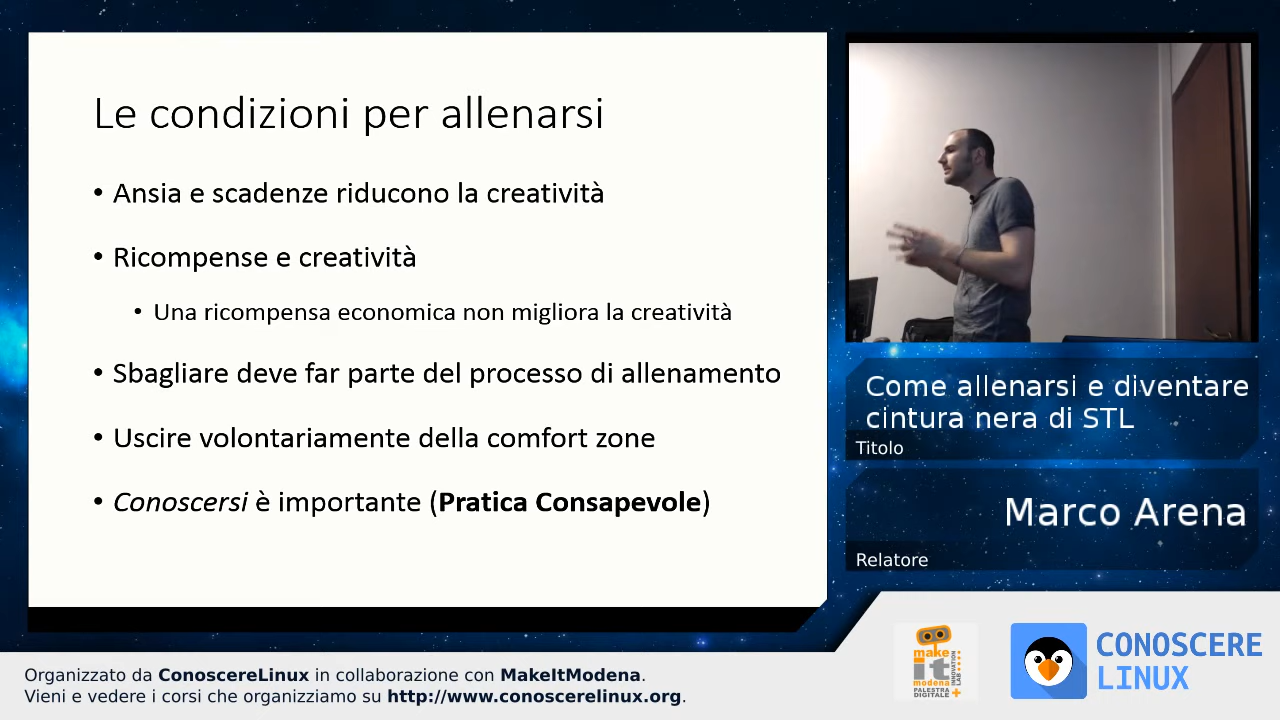 Le condizioni per allenarsi
• Ansia e scadenze riducono la creatività
• Ricompense e creatività
• Una ricompensa economica non migliora la creatività
• Sbagliare deve far parte del processo di allenamento
• Uscire volontariamente della comfort zone
• Conoscersi è importante (Pratica Consapevole)
Come allenarsi e diventare
cintura nera di STL
Titolo
Marco Arena
Relatore
make
it
modena
PALESTRA
DIGITALE
INNOVATION
LAB
CONOSCERE
LINUX
Organizzato da ConoscereLinux in collaborazione con MakeItModena.
Vieni e vedere i corsi che organizziamo su http://www.conoscerelinux.org.